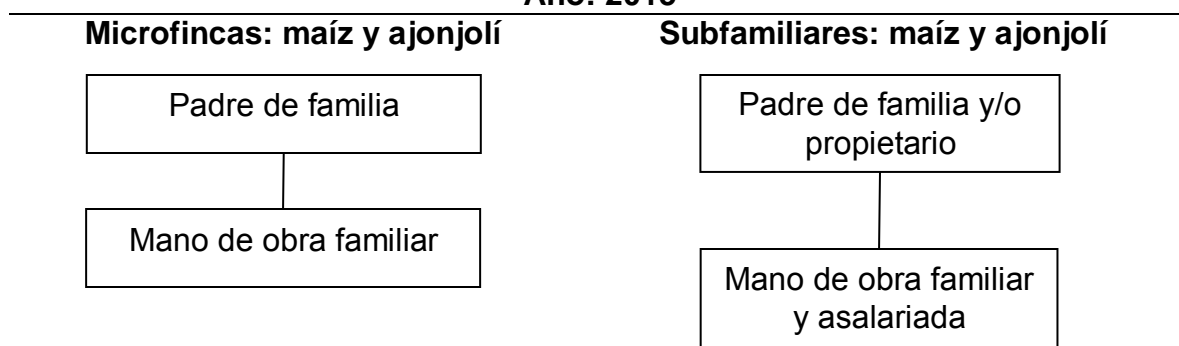 Microfincas: maíz y ajonjolí
Subfamiliares: maíz y ajonjolí
Padre de familia
Mano de obra familiar
Padre de familia y/o
propietario
Mano de obra familiar
y asalariada